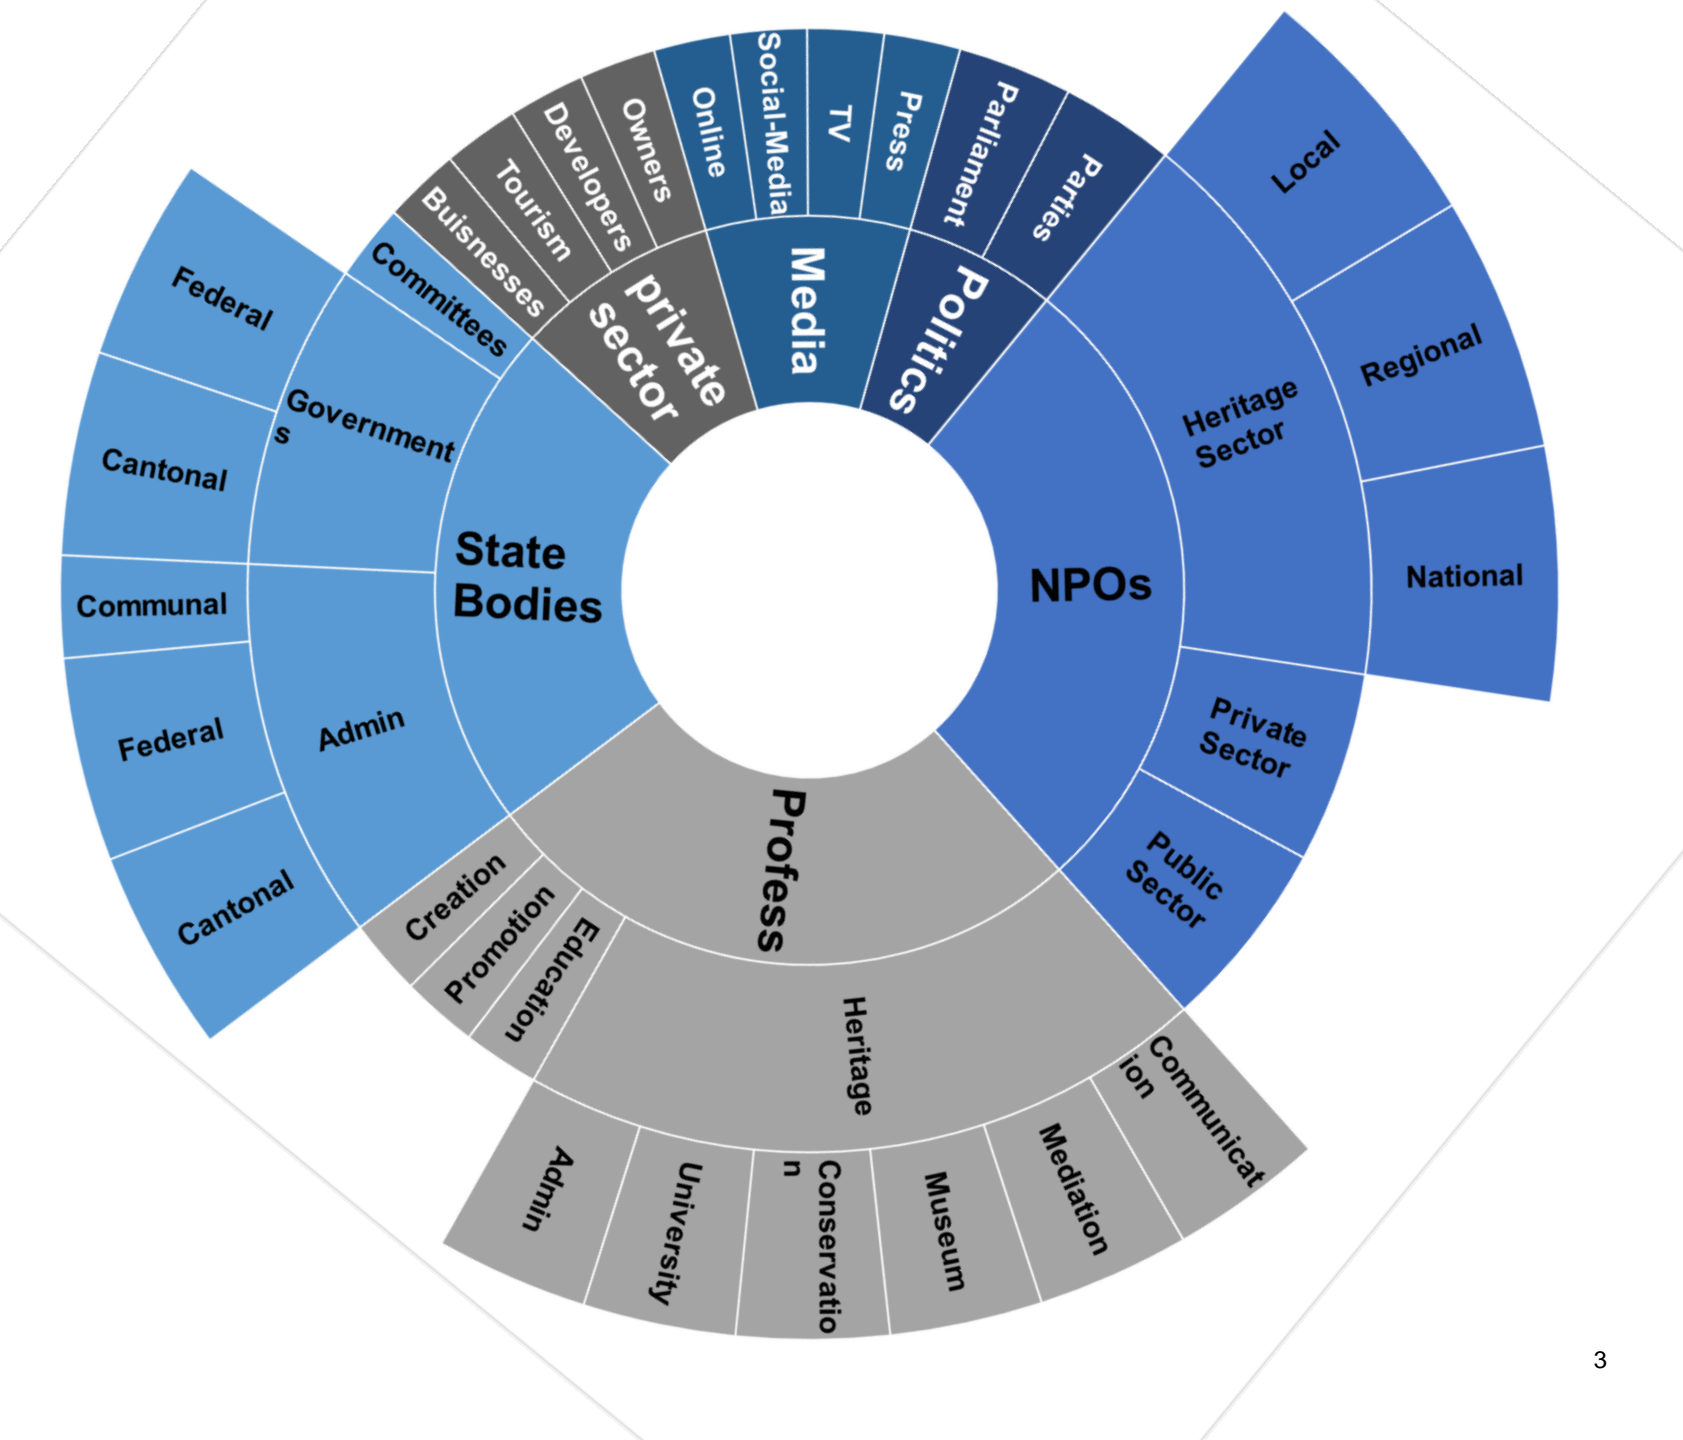 NPOs
Heritage
Sector
Local
Regional
National
Private
Sector
Public
Sector
Profess
Heritage
Communicat
ion
Mediation
Museum
Conservatio
n
University
Admin
Education
Promotion
Creation
State
Bodies
Admin
Cantonal
Federal
Communal
Government
s
Cantonal
Federal
Committees
private
sector
Buisnesses
Tourism
Developers
Owners
Media
Online
Social-Media
TV
Press
Politics
Parliament
Parties
3